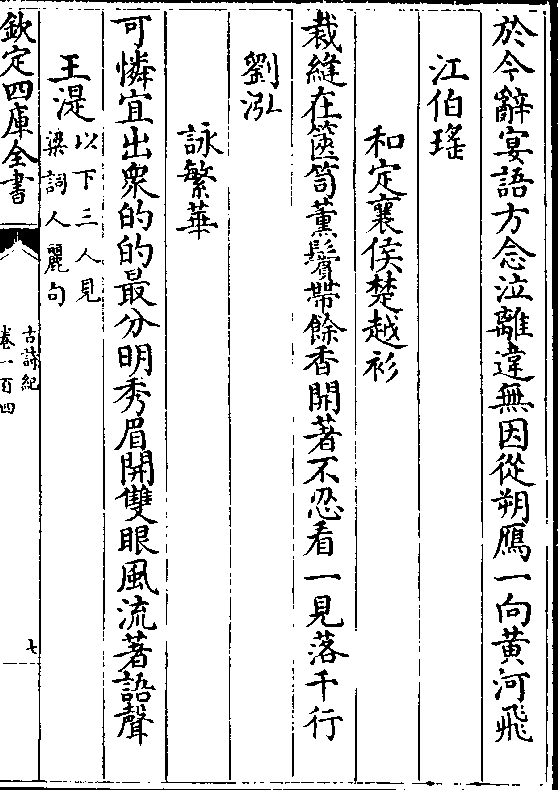 於今辭宴語方念泣離違無因從朔鴈一向黄河飛
江伯瑤
和定襄侯楚越衫
裁縫在篋笥薰鬢帶餘香開著不忍看一見落千行
劉泓
詠繁華
可憐宜出衆的的最分明秀眉開雙眼風流著語聲
王湜以下三人見
梁詞人麗句
欽定四庫全書
古詩紀
卷一百四
七